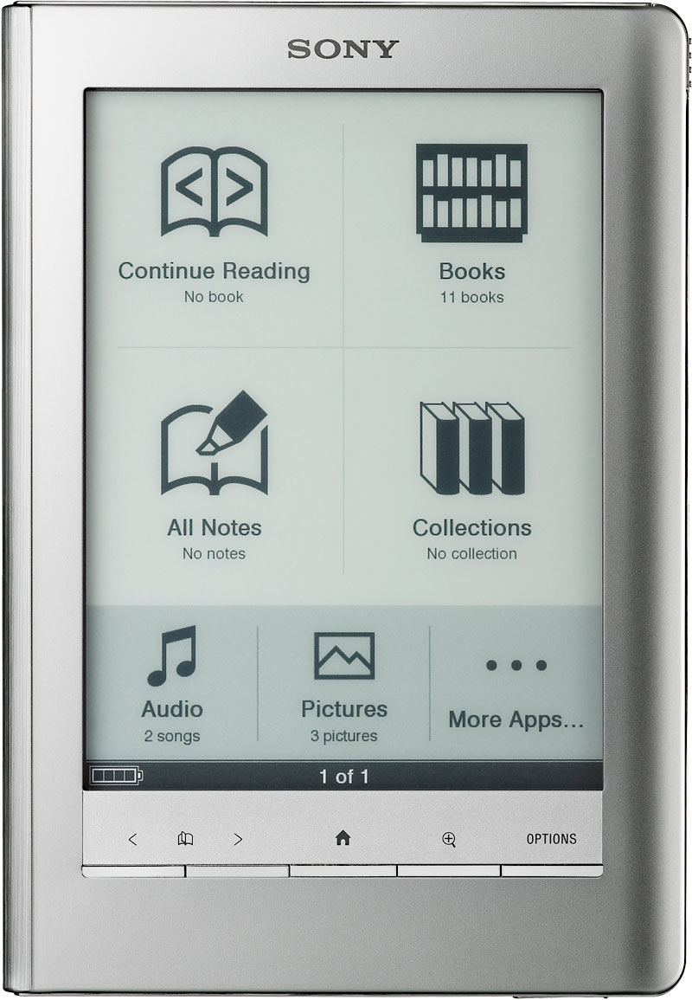 SONY
Continue Reading
No book
Books
11 books
All Notes
No notes
Collections
No collection
Audio
2 songs
Pictures
3 pictures
More Apps...
1 of 1
OPTIONS